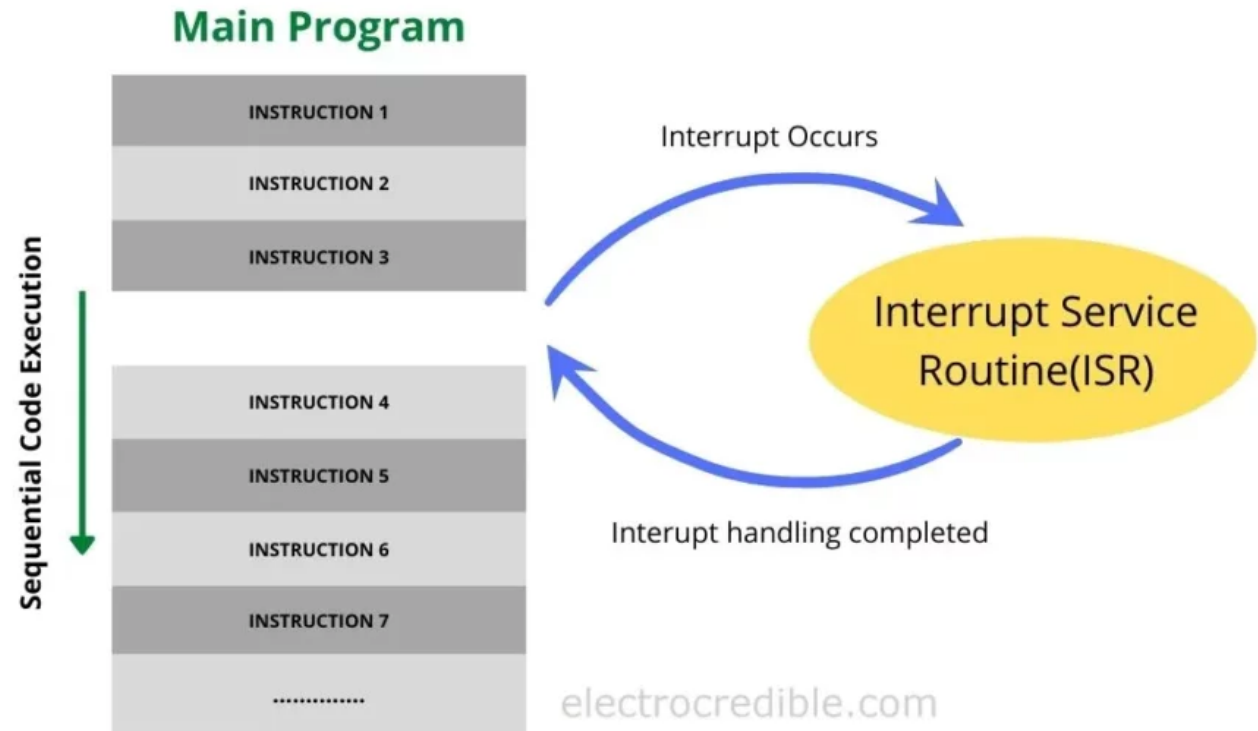 Main Program
INSTRUCTION 1
INSTRUCTION 2
INSTRUCTION 3
INSTRUCTION 4
INSTRUCTION 5
INSTRUCTION 6
INSTRUCTION 7
..............
Sequential Code Execution
Interrupt Occurs
Interrupt Service
Routine(ISR)
Interupt handling completed
electrocredible.com